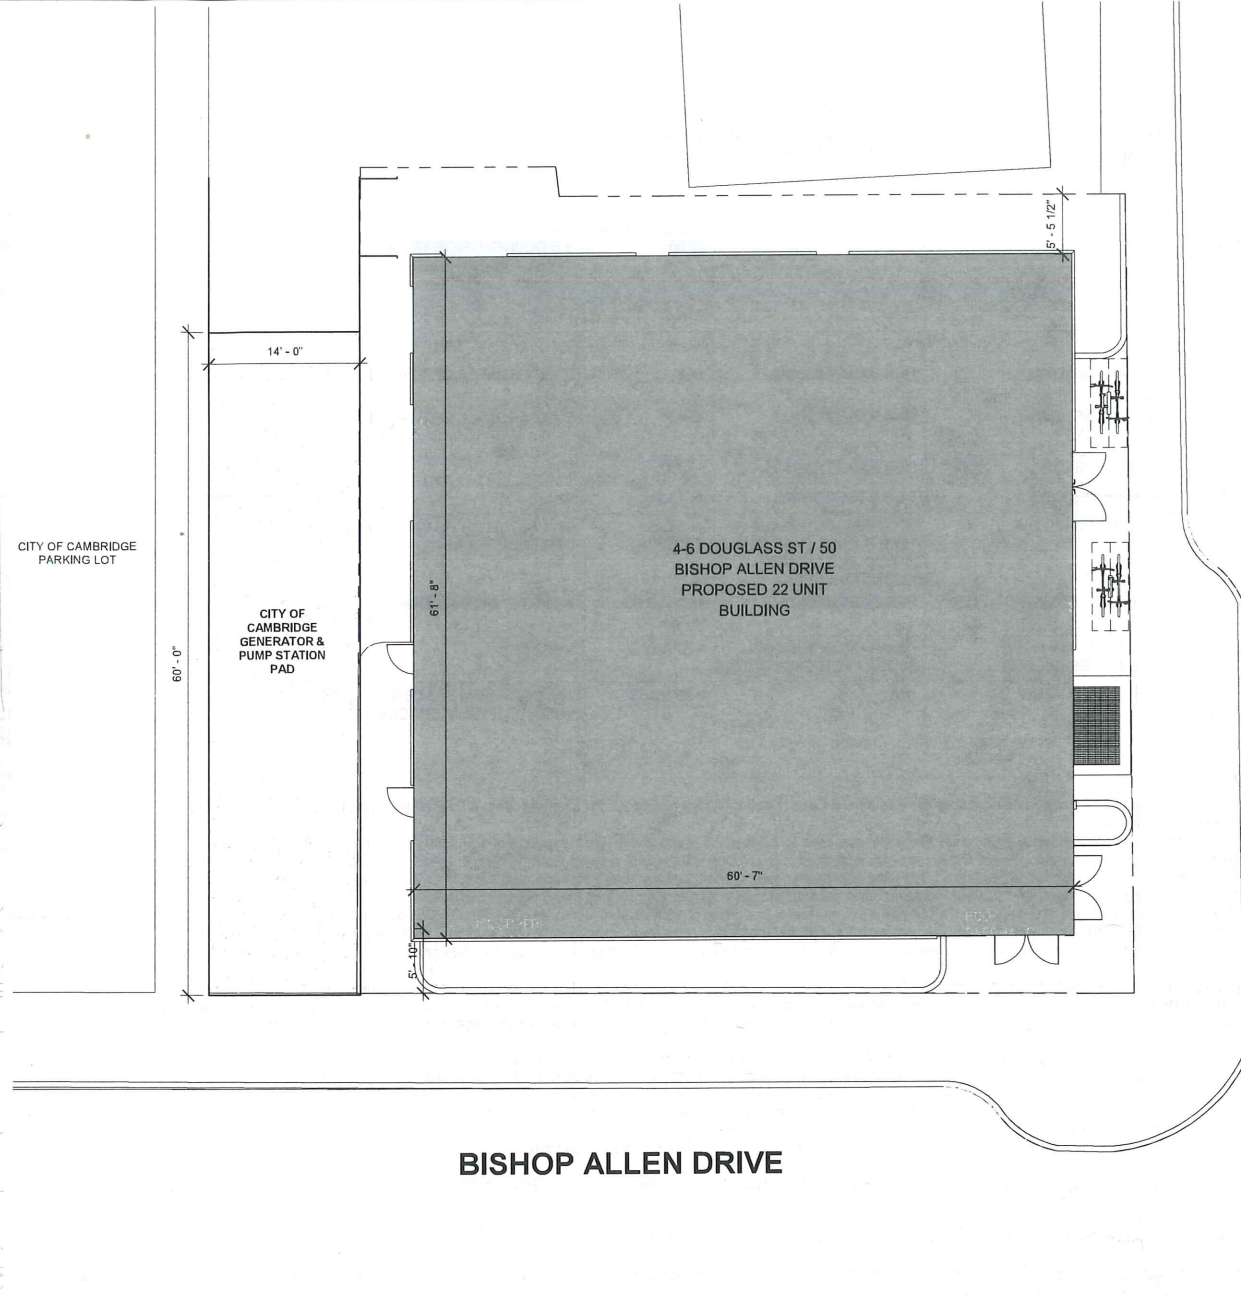 5' - 5 1/2"
14' - 0"
CITY OF CAMBRIDGE
PARKING LOT
4-6 DOUGLASS ST / 50
BISHOP ALLEN DRIVE
PROPOSED 22 UNIT
BUILDING
61' - 8"
CITY OF
CAMBRIDGE
GENERATOR &
PUMP STATION
PAD
60' - 0"
60' - 7"
5' - 10"
BISHOP ALLEN DRIVE